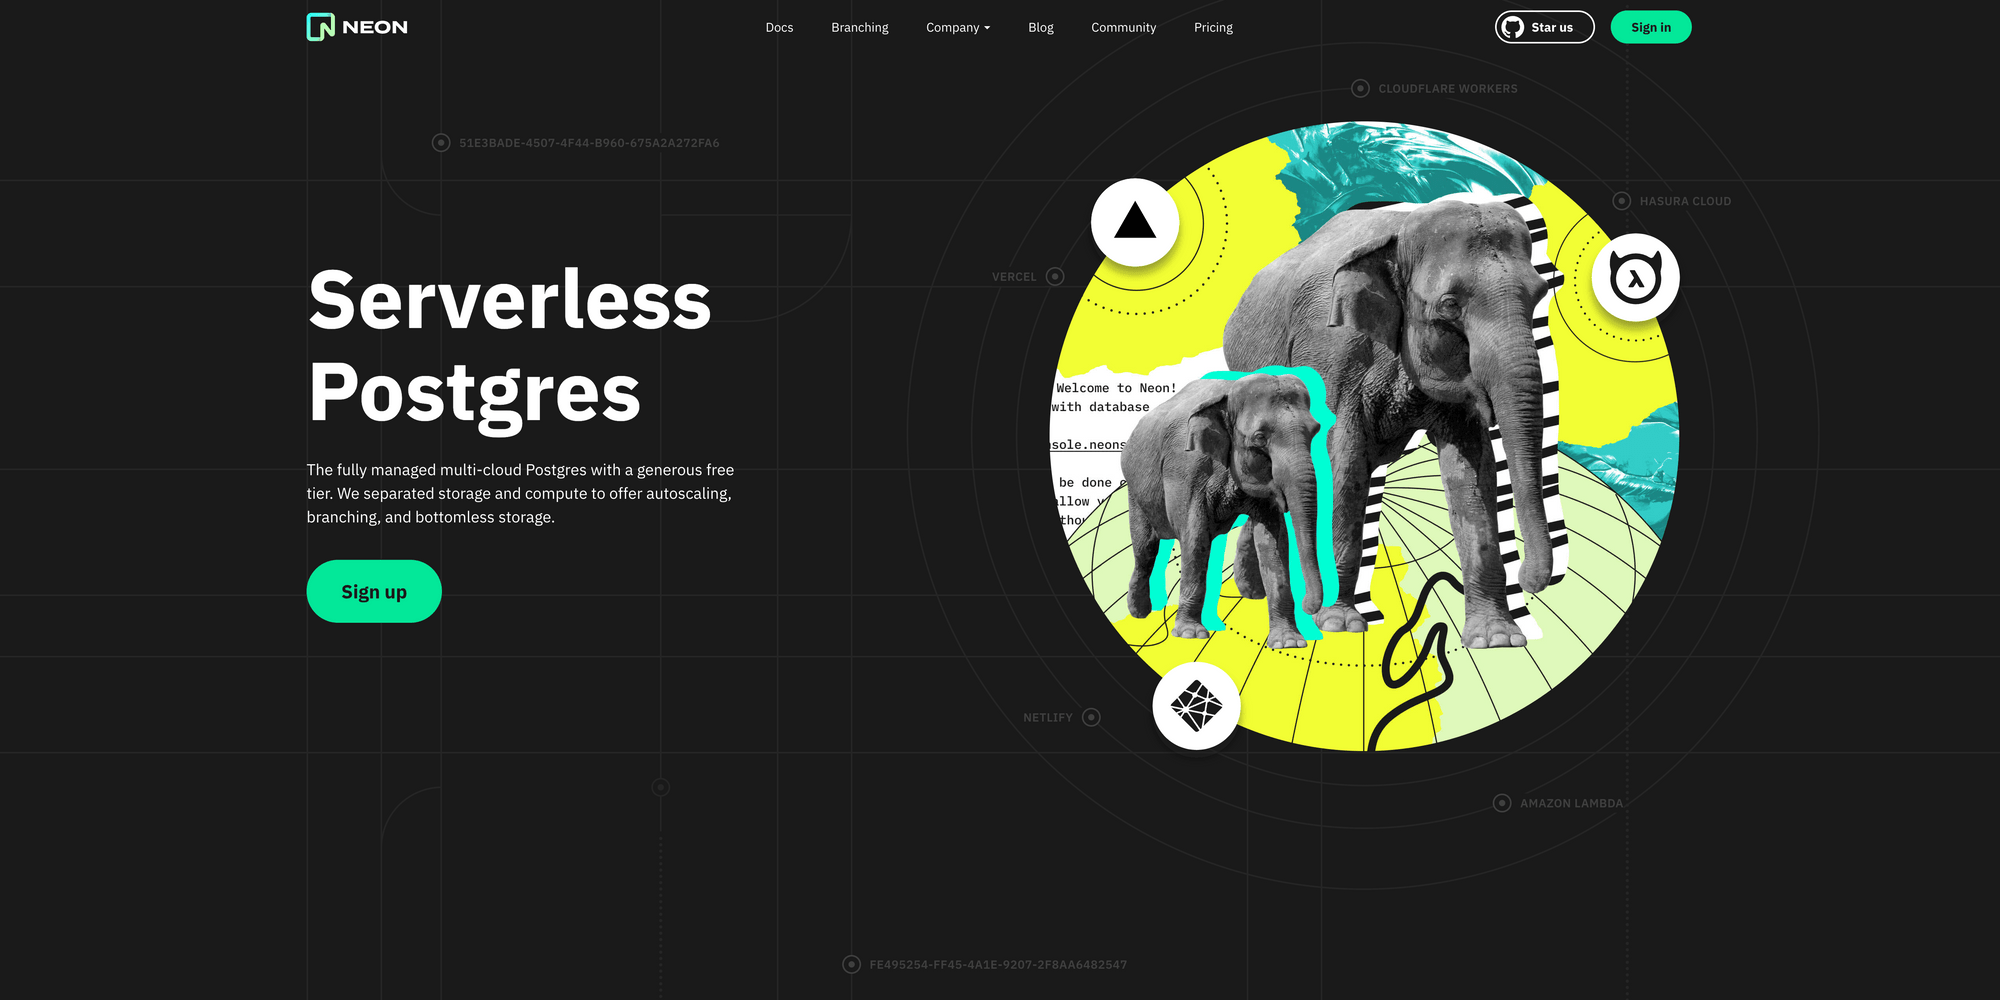 NEON
Docs
Branching
Company
Blog
Community
Pricing
Star us
Sign in
CLOUDFLARE WORKERS
51E3BADE-4507-4F44-B960-675A2A272FA6
HASURA CLOUD
VERCEL
Serverless
Postgres
The fully managed multi-cloud Postgres with a generous free
tier. We separated storage and compute to offer autoscaling,
branching, and bottomless storage.
Sign up
Welcome to Neon!
with database
nsole.neons
be done
allow y
thou
NETLIFY
AMAZON LAMBDA
FE495254-FF45-4A1E-9207-2F8AA6482547